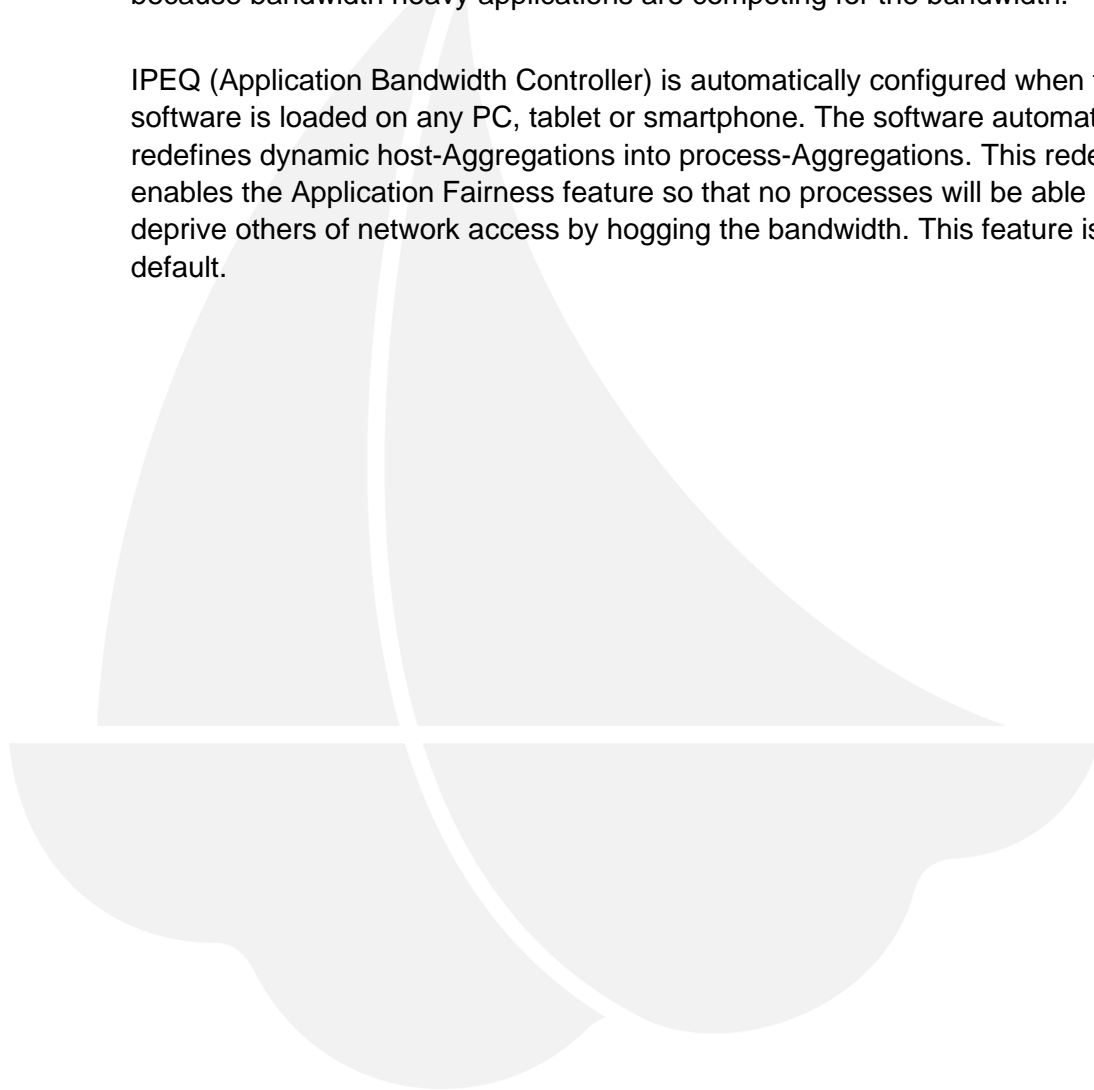 because bandwidth heavy applications are competing for the bandwidth.
IPEQ (Application Bandwidth Controller) is automatically configured when
software is loaded on any PC, tablet or smartphone. The software
redefines dynamic host-Aggregations into process-Aggregations. This
enables the Application Fairness feature so that no processes will be able
deprive others of network access by hogging the bandwidth. This feature is
default.